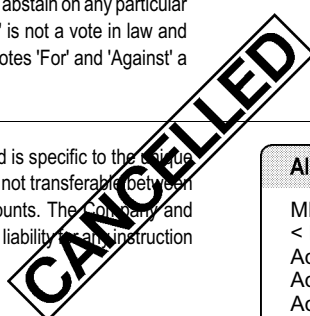 abstain on any particular
' is not a vote in law and
otes 'For' and 'Against' a
d is specific to the unique
not transferable between
ounts. The Company and
liability for any instruction
CANCELLED
Al
M
<
Ac
Ac
Ac